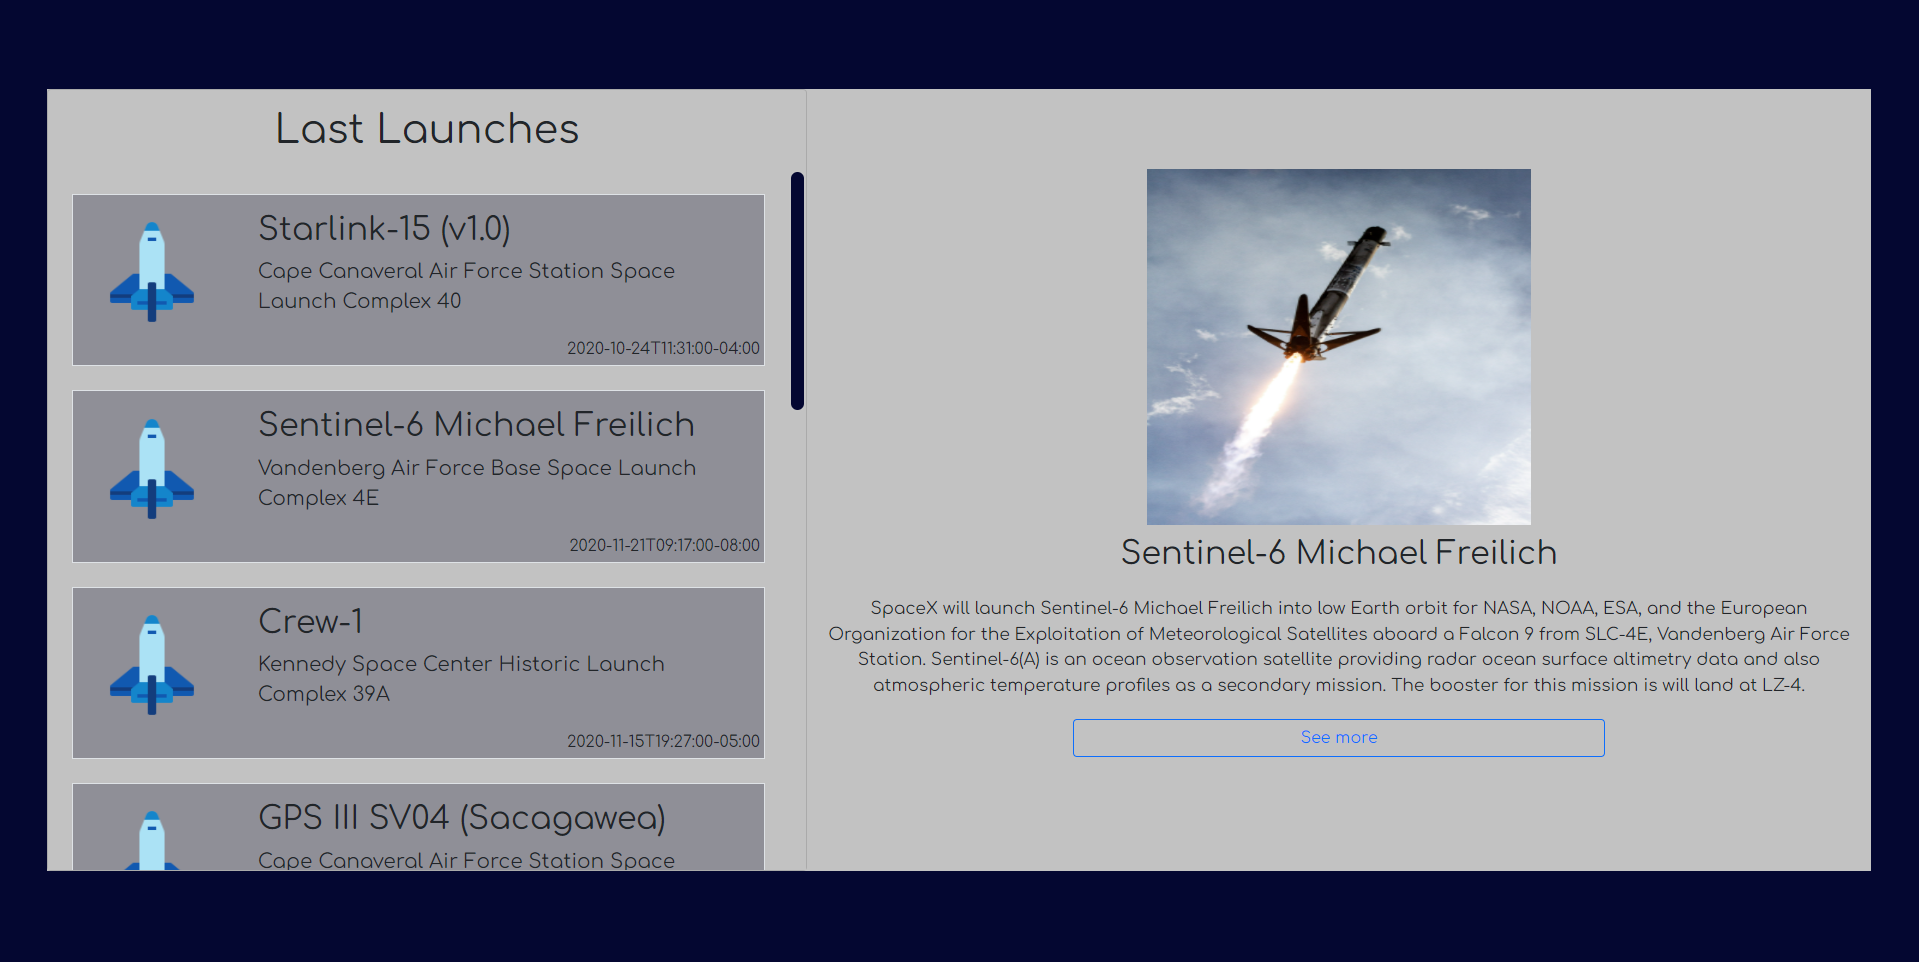 Last Launches
Starlink-15 (v1.0)
Cape Canaveral Air Force Station Space
Launch Complex 40
2020-10-24T11:31:00-04:00
Sentinel-6 Michael Freilich
Vandenberg Air Force Base Space Launch
Complex 4E
2020-11-21T09:17:00-08:00
Crew-1
Kennedy Space Center Historic Launch
Complex 39A
2020-11-15T19:27:00-05:00
GPS III SV04 (Sacagawea)
Cape Canaveral Air Force Station Space
Sentinel-6 Michael Freilich
SpaceX will launch Sentinel-6 Michael Freilich into low Earth orbit for NASA, NOAA, ESA, and the European
Organization for the Exploitation of Meteorological Satellites aboard a Falcon 9 from SLC-4E, Vandenberg Air Force
Station. Sentinel-6(A) is an ocean observation satellite providing radar ocean surface altimetry data and also
atmospheric temperature profiles as a secondary mission. The booster for this mission is will land at LZ-4.
See more